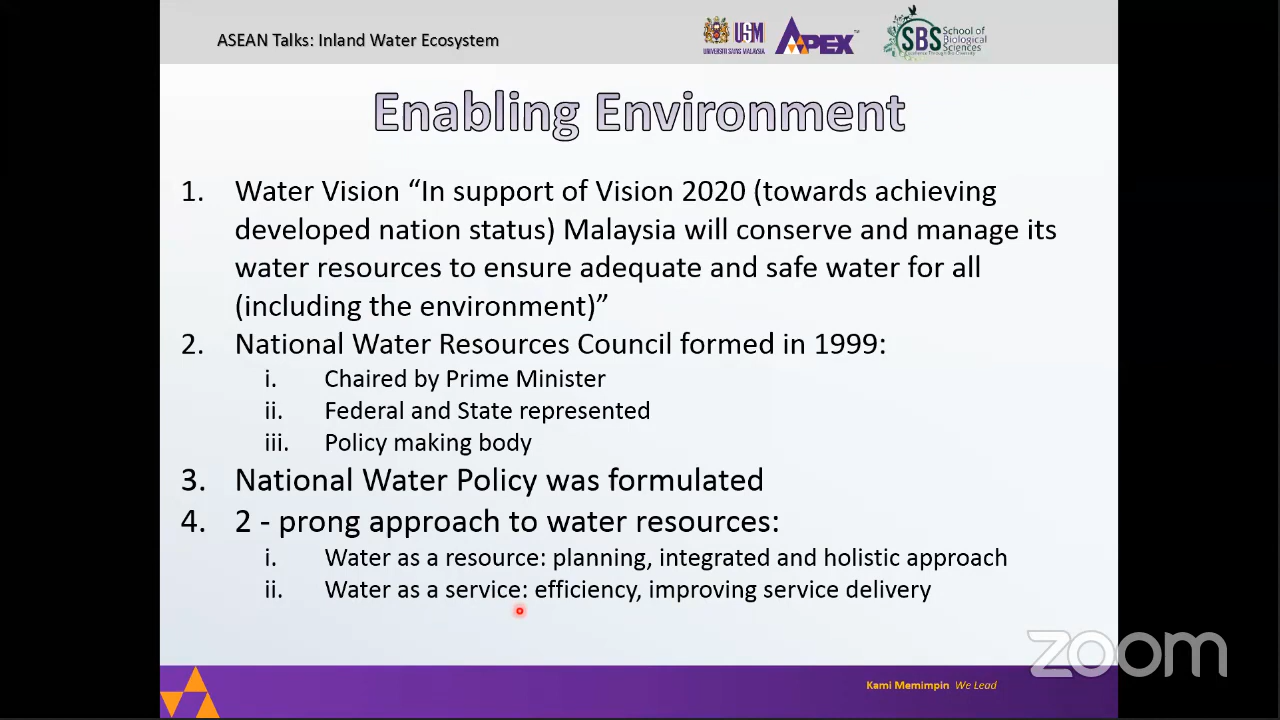 ASEAN Talks: Inland Water Ecosystem
USM
UNIVERSITI SAINS MALAYSIA
APEX™
SBS School of Biological Sciences
Enabling Environment
1. Water Vision “In support of Vision 2020 (towards achieving
developed nation status) Malaysia will conserve and manage its
water resources to ensure adequate and safe water for all
(including the environment)”
2. National Water Resources Council formed in 1999:
i. Chaired by Prime Minister
ii. Federal and State represented
iii. Policy making body
3. National Water Policy was formulated
4. 2 - prong approach to water resources:
i. Water as a resource: planning, integrated and holistic approach
ii. Water as a service: efficiency, improving service delivery
zoom
Kami Memimpin We Lead